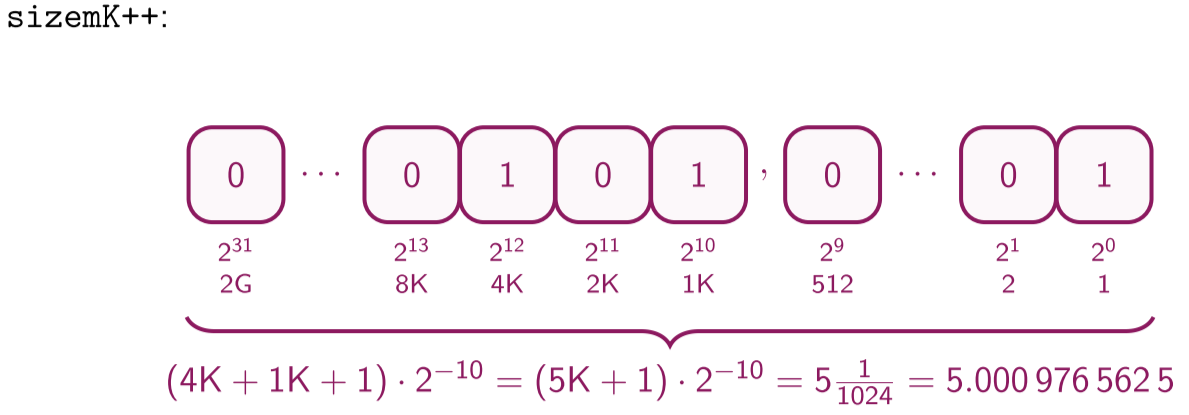 sizemK++:
0 ··· 0 1 0 1 , 0 ··· 0 1
2³¹ 2¹³ 2¹² 2¹¹ 2¹⁰ 2⁹ 2¹ 2⁰
2G 8K 4K 2K 1K 512 2 1
(4K + 1K + 1) · 2⁻¹⁰ = (5K + 1) · 2⁻¹⁰ = 5 1/1024 = 5.000 976 562 5